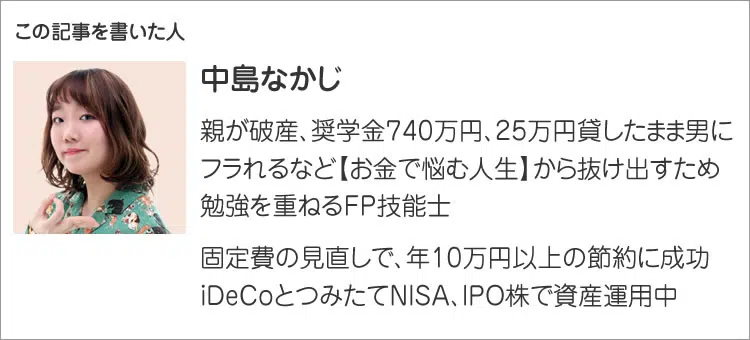 この記事を書いた人
中島なかじ
親が破産、奨学金740万円、25万円貸したまま男に
フラれるなど【お金で悩む人生】から抜け出すため
勉強を重ねるFP技能士
固定費の見直しで、年10万円以上の節約に成功
iDeCoとつみたてNISA、IPO株で資産運用中